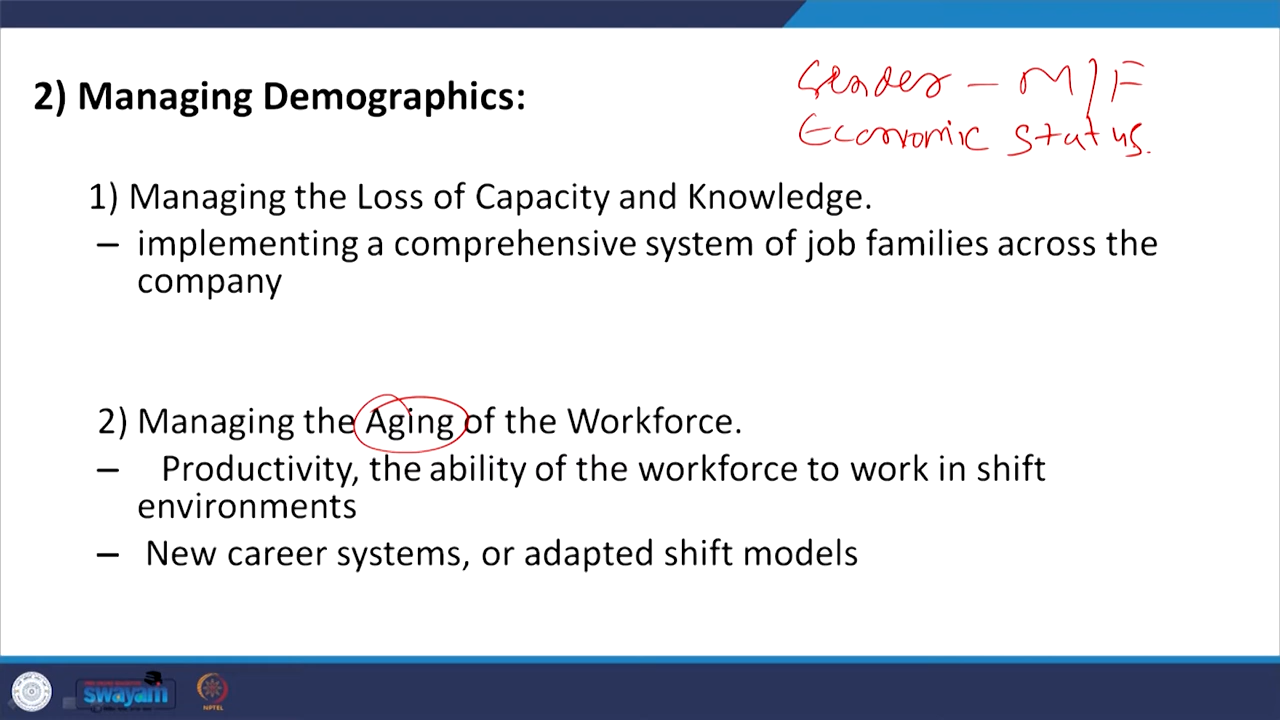 Gender - M/F
Economic Status.
2) Managing Demographics:
1) Managing the Loss of Capacity and Knowledge.
– implementing a comprehensive system of job families across the
company
2) Managing the Aging of the Workforce.
– Productivity, the ability of the workforce to work in shift
environments
– New career systems, or adapted shift models
swayam
NPTEL